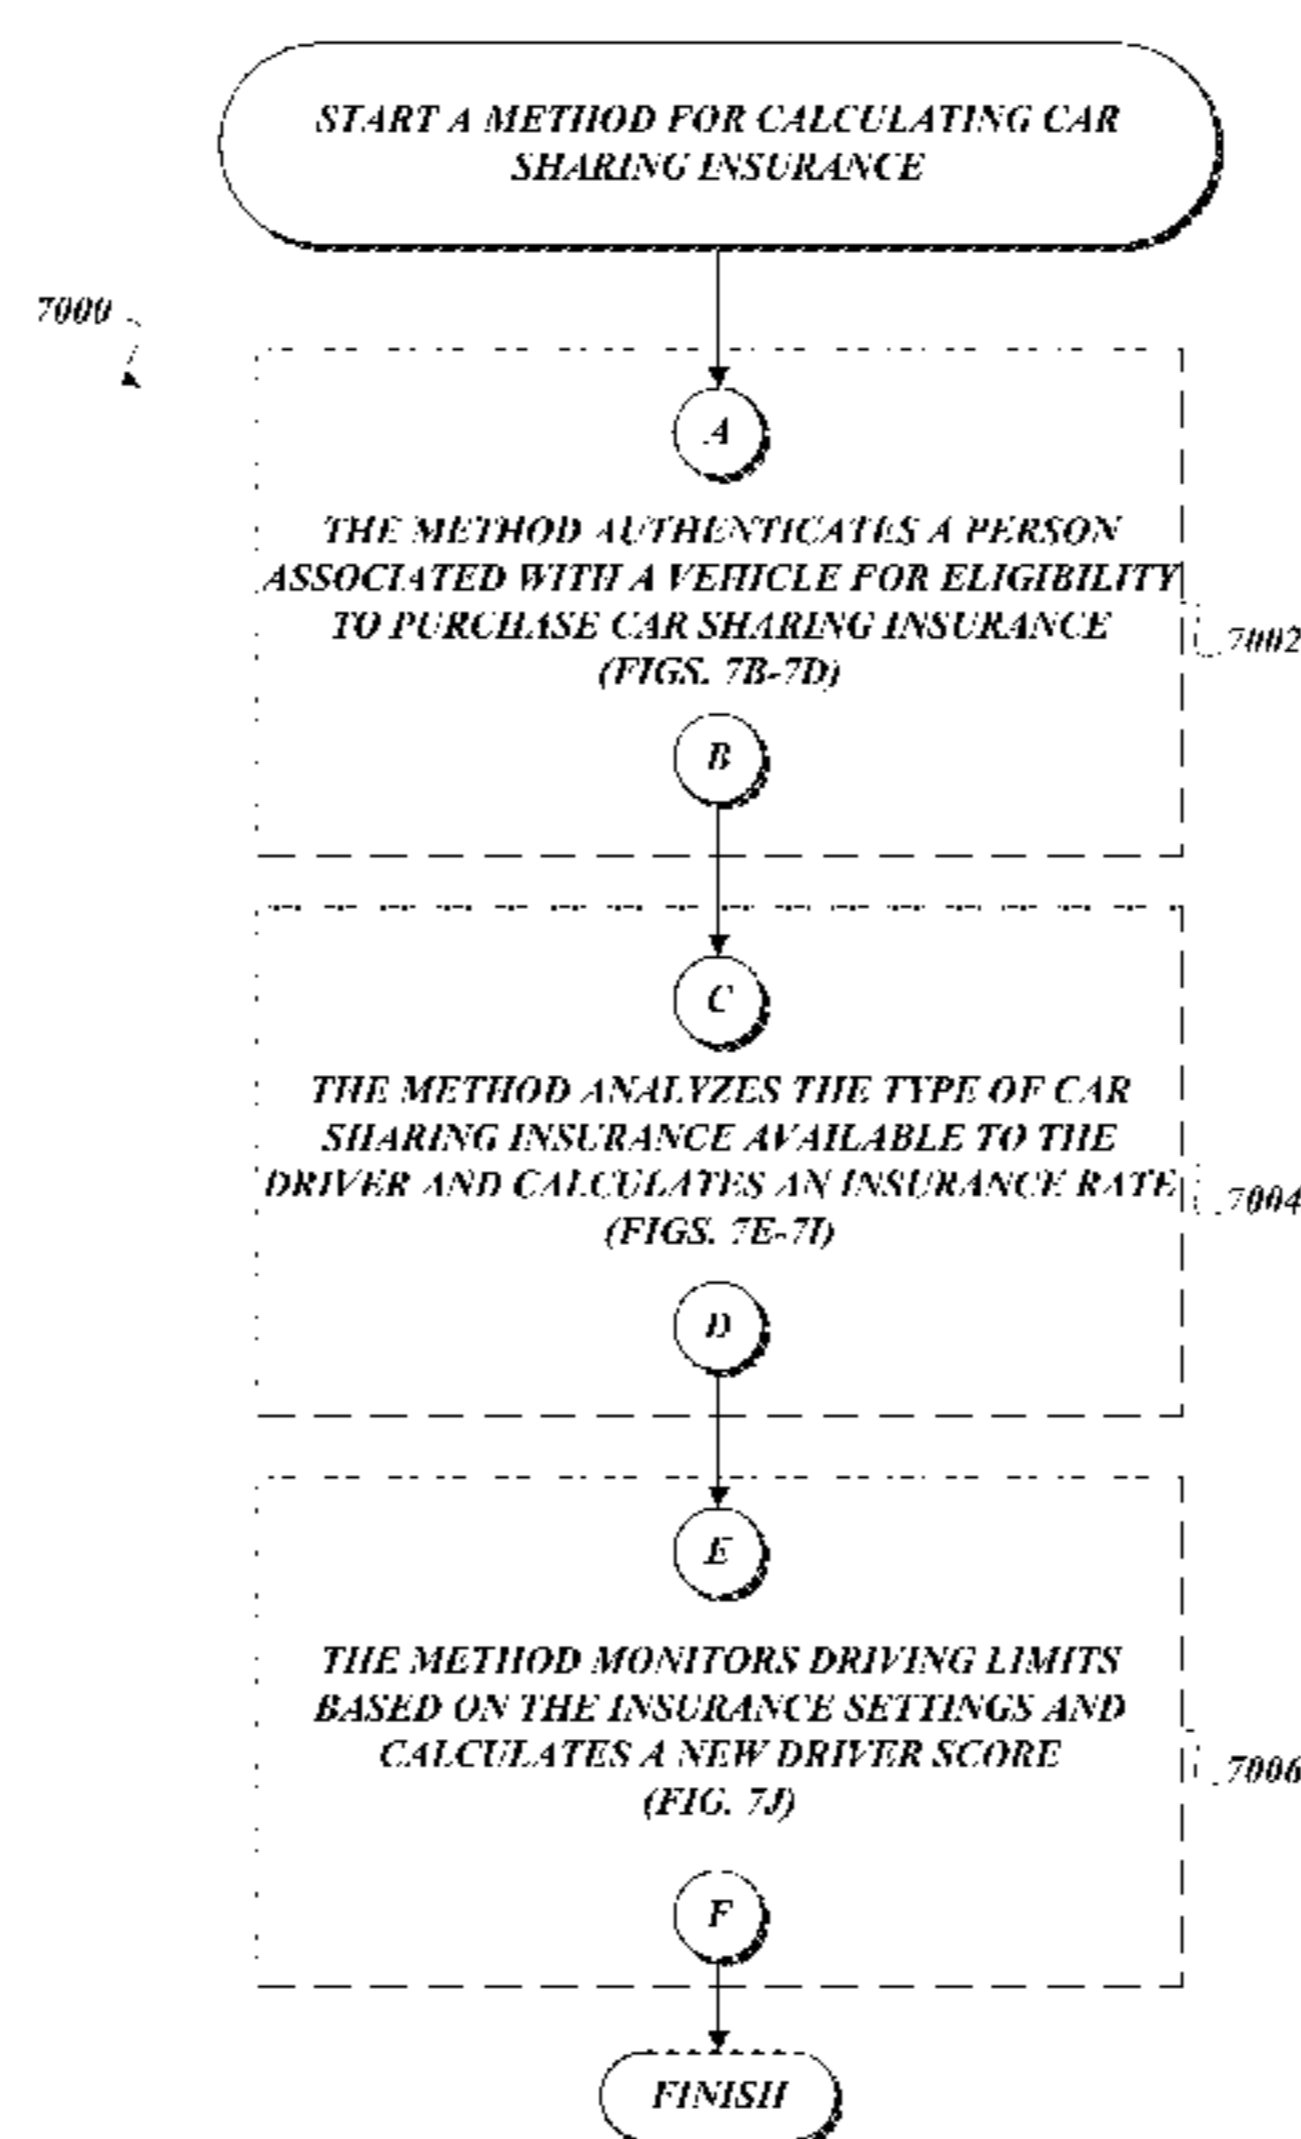 START A METHOD FOR CALCULATING CAR
SHARING INSURANCE
7000
A
THE METHOD AUTHENTICATES A PERSON
ASSOCIATED WITH A VEHICLE FOR ELIGIBILITY
TO PURCHASE CAR SHARING INSURANCE
(FIGS. 7B-7D)
7002
B
C
THE METHOD ANALYZES THE TYPE OF CAR
SHARING INSURANCE AVAILABLE TO THE
DRIVER AND CALCULATES AN INSURANCE RATE
(FIGS. 7E-7I)
7004
D
E
THE METHOD MONITORS DRIVING LIMITS
BASED ON THE INSURANCE SETTINGS AND
CALCULATES A NEW DRIVER SCORE
(FIG. 7J)
7006
F
FINISH